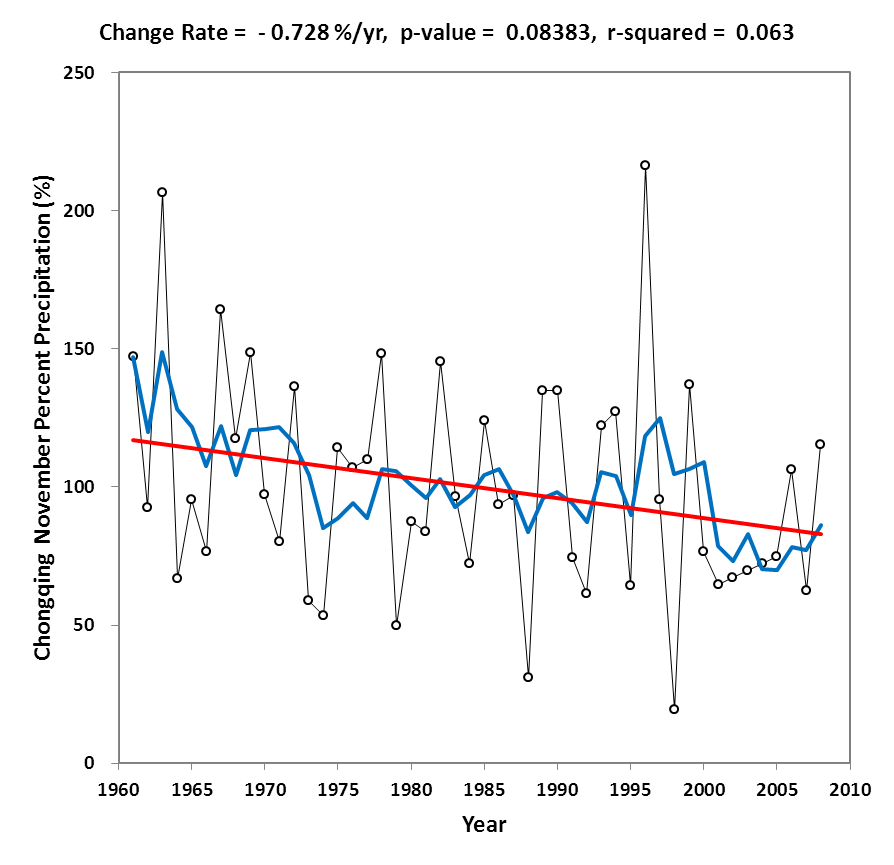 Change Rate = - 0.728 %/yr, p-value = 0.08383, r-squared = 0.063
250
200
150
100
50
0
Chongqing November Percent Precipitation (%)
1960 1965 1970 1975 1980 1985 1990 1995 2000 2005 2010
Year